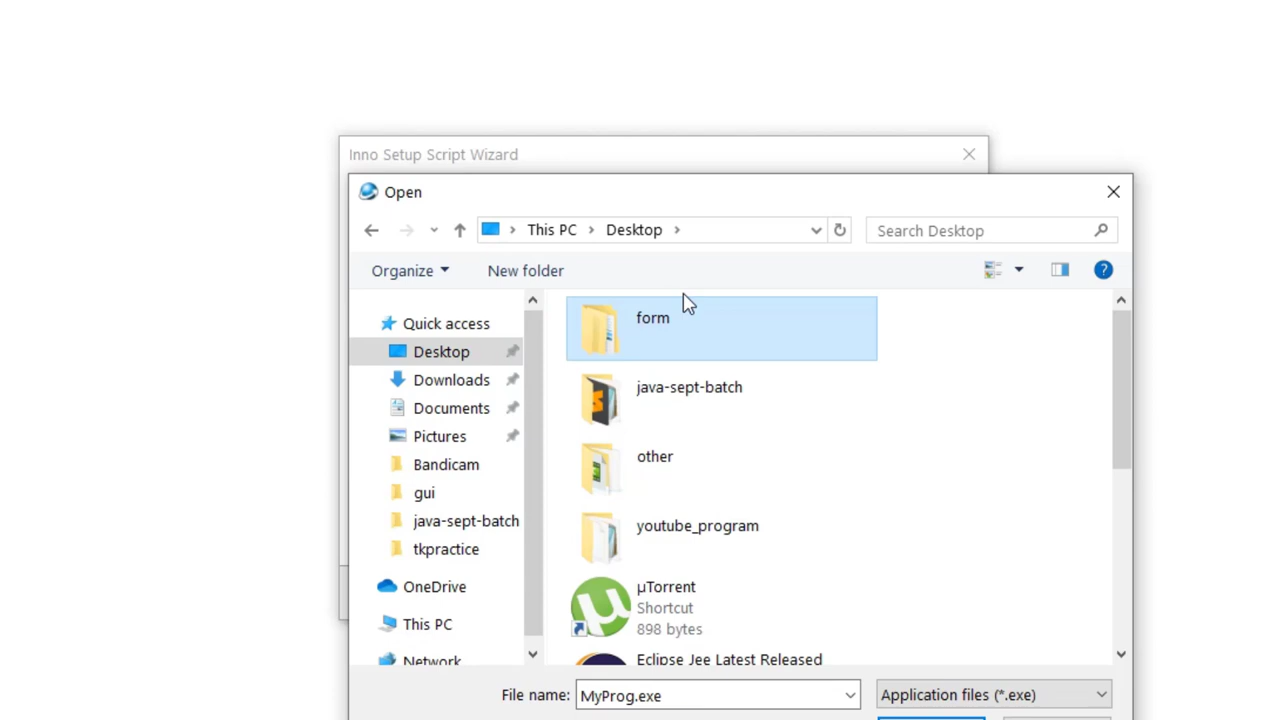 Inno Setup Script Wizard
Open
This PC
Desktop
Search Desktop
Organize
New folder
?
Quick access
Desktop
Downloads
Documents
Pictures
Bandicam
gui
java-sept-batch
tkpractice
OneDrive
This PC
Network
form
java-sept-batch
other
youtube_program
µTorrent
Shortcut
898 bytes
Eclipse Jee Latest Released
File name:
MyProg.exe
Application files (*.exe)